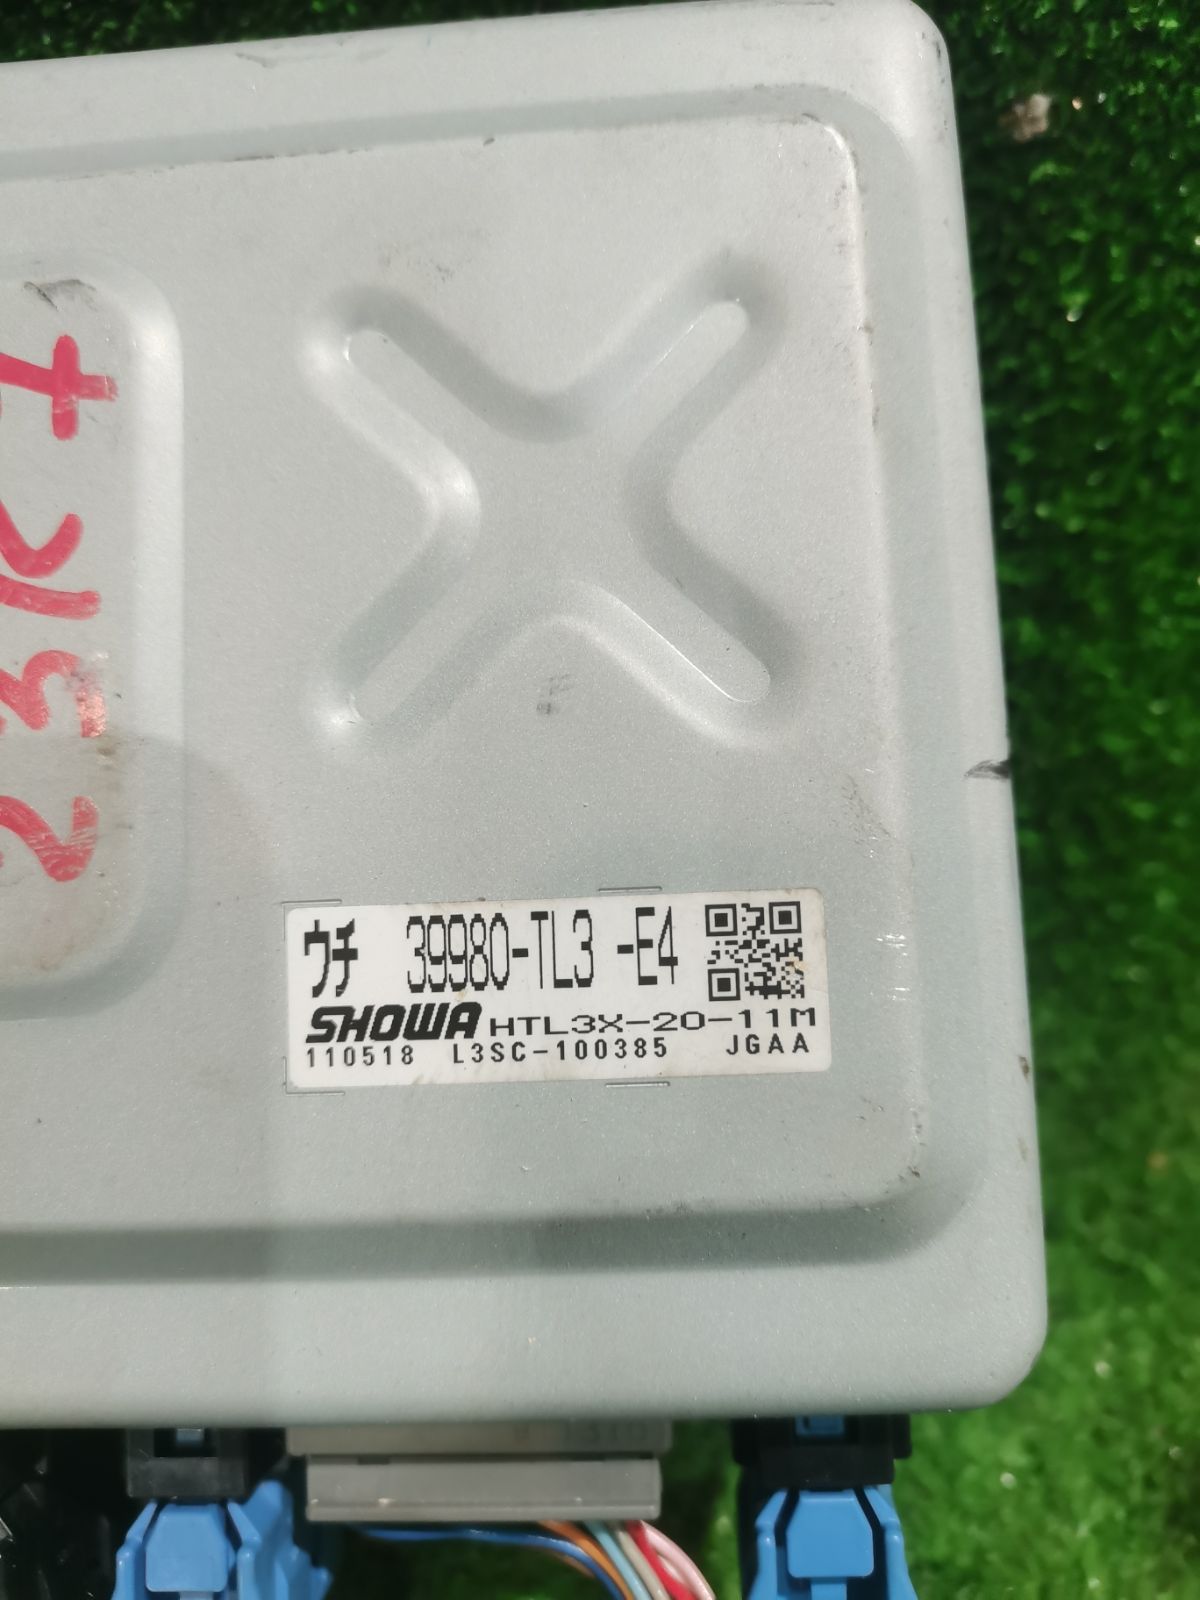 ウチ 39980-TL3 -E4
SHOWA HTL3X-20-11M
110518 L3SC-100385 JGAA